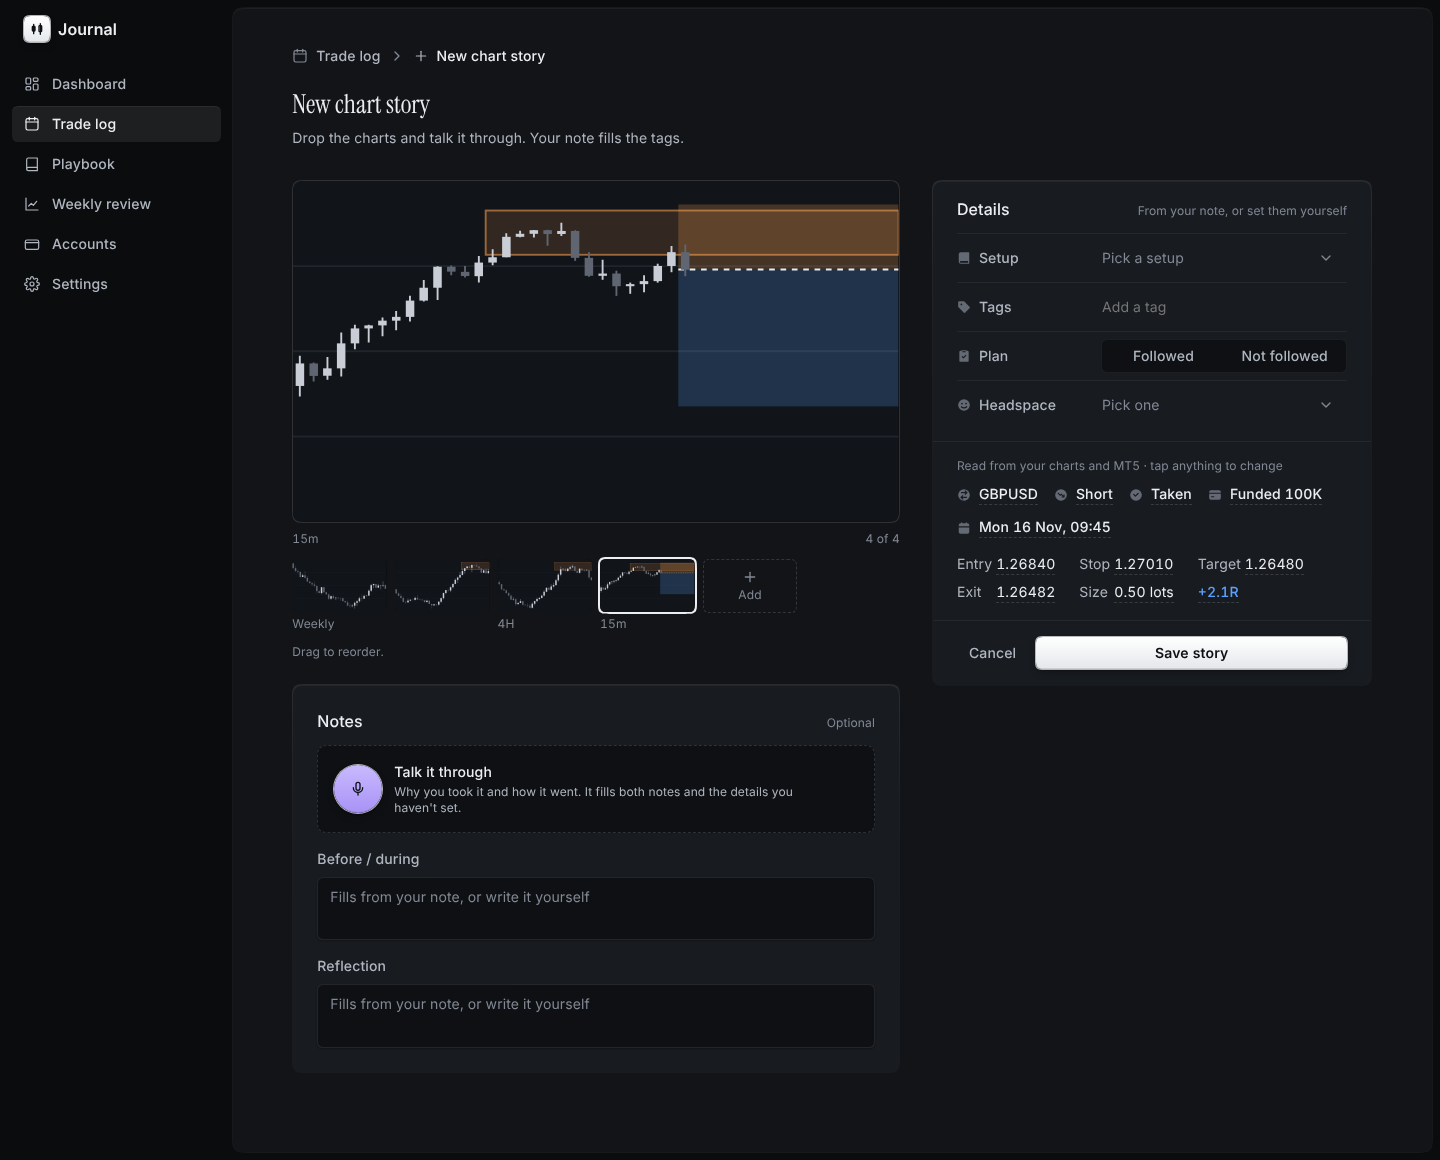 Journal
Dashboard
Trade log
Playbook
Weekly review
Accounts
Settings
Trade log
New chart story
New chart story
Drop the charts and talk it through. Your note fills the tags.
15m
4 of 4
Add
Weekly
4H
15m
Drag to reorder.
Notes
Optional
Talk it through
Why you took it and how it went. It fills both notes and the details you
haven't set.
Before / during
Fills from your note, or write it yourself
Reflection
Fills from your note, or write it yourself
Details
From your note, or set them yourself
Setup
Pick a setup
Tags
Add a tag
Plan
Followed
Not followed
Headspace
Pick one
Read from your charts and MT5 · tap anything to change
GBPUSD
Short
Taken
Funded 100K
Mon 16 Nov, 09:45
Entry 1.26840
Stop 1.27010
Target 1.26480
Exit 1.26482
Size 0.50 lots
+2.1R
Cancel
Save story